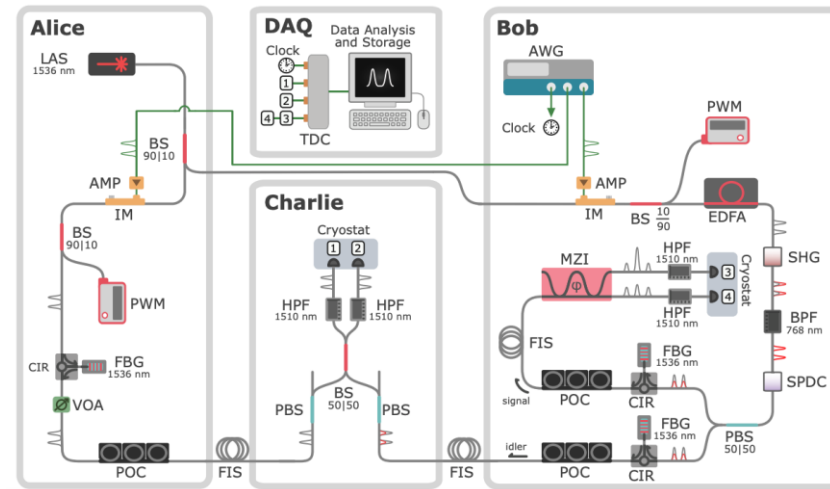 Alice
LAS
1536 nm
BS
90|10
AMP
IM
BS
90|10
PWM
CIR
FBG
1536 nm
VOA
POC
FIS
DAQ
Clock
Data Analysis
and Storage
1
2
4
3
TDC
Charlie
Cryostat
1
2
HPF
1510 nm
HPF
1510 nm
BS
50|50
PBS
PBS
FIS
Bob
AWG
Clock
PWM
AMP
IM
BS
10
90
EDFA
SHG
BPF
768 nm
SPDC
MZI
φ
HPF
1510 nm
Cryostat
3
4
HPF
1510 nm
FIS
signal
POC
FBG
1536 nm
CIR
PBS
50|50
idler
POC
FBG
1536 nm
CIR